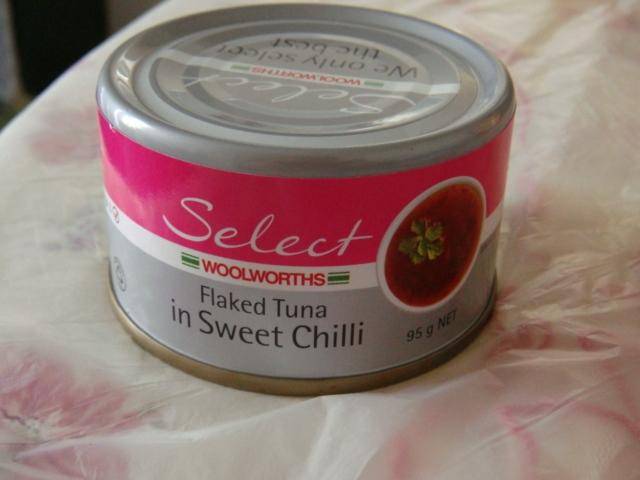 We only select
the best
WOOLWORTHS
Select
Select
WOOLWORTHS
Flaked Tuna
in Sweet Chilli
95 g NET